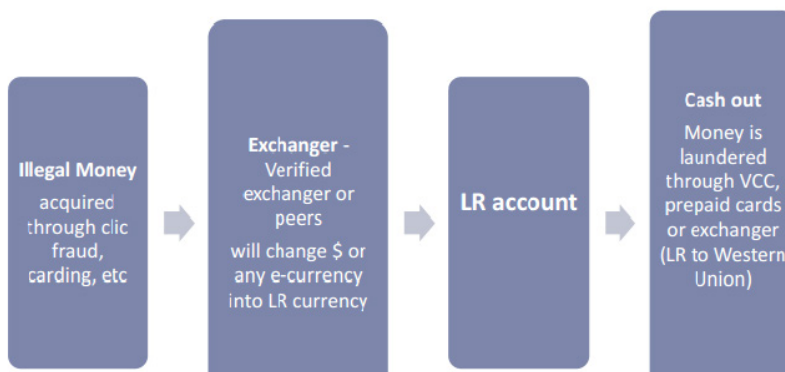 Illegal Money
acquired
through clic
fraud,
carding, etc
Exchanger -
Verified
exchanger or
peers
will change $ or
any e-currency
into LR currency
LR account
Cash out
Money is
laundered
through VCC,
prepaid cards
or exchanger
(LR to Western
Union)